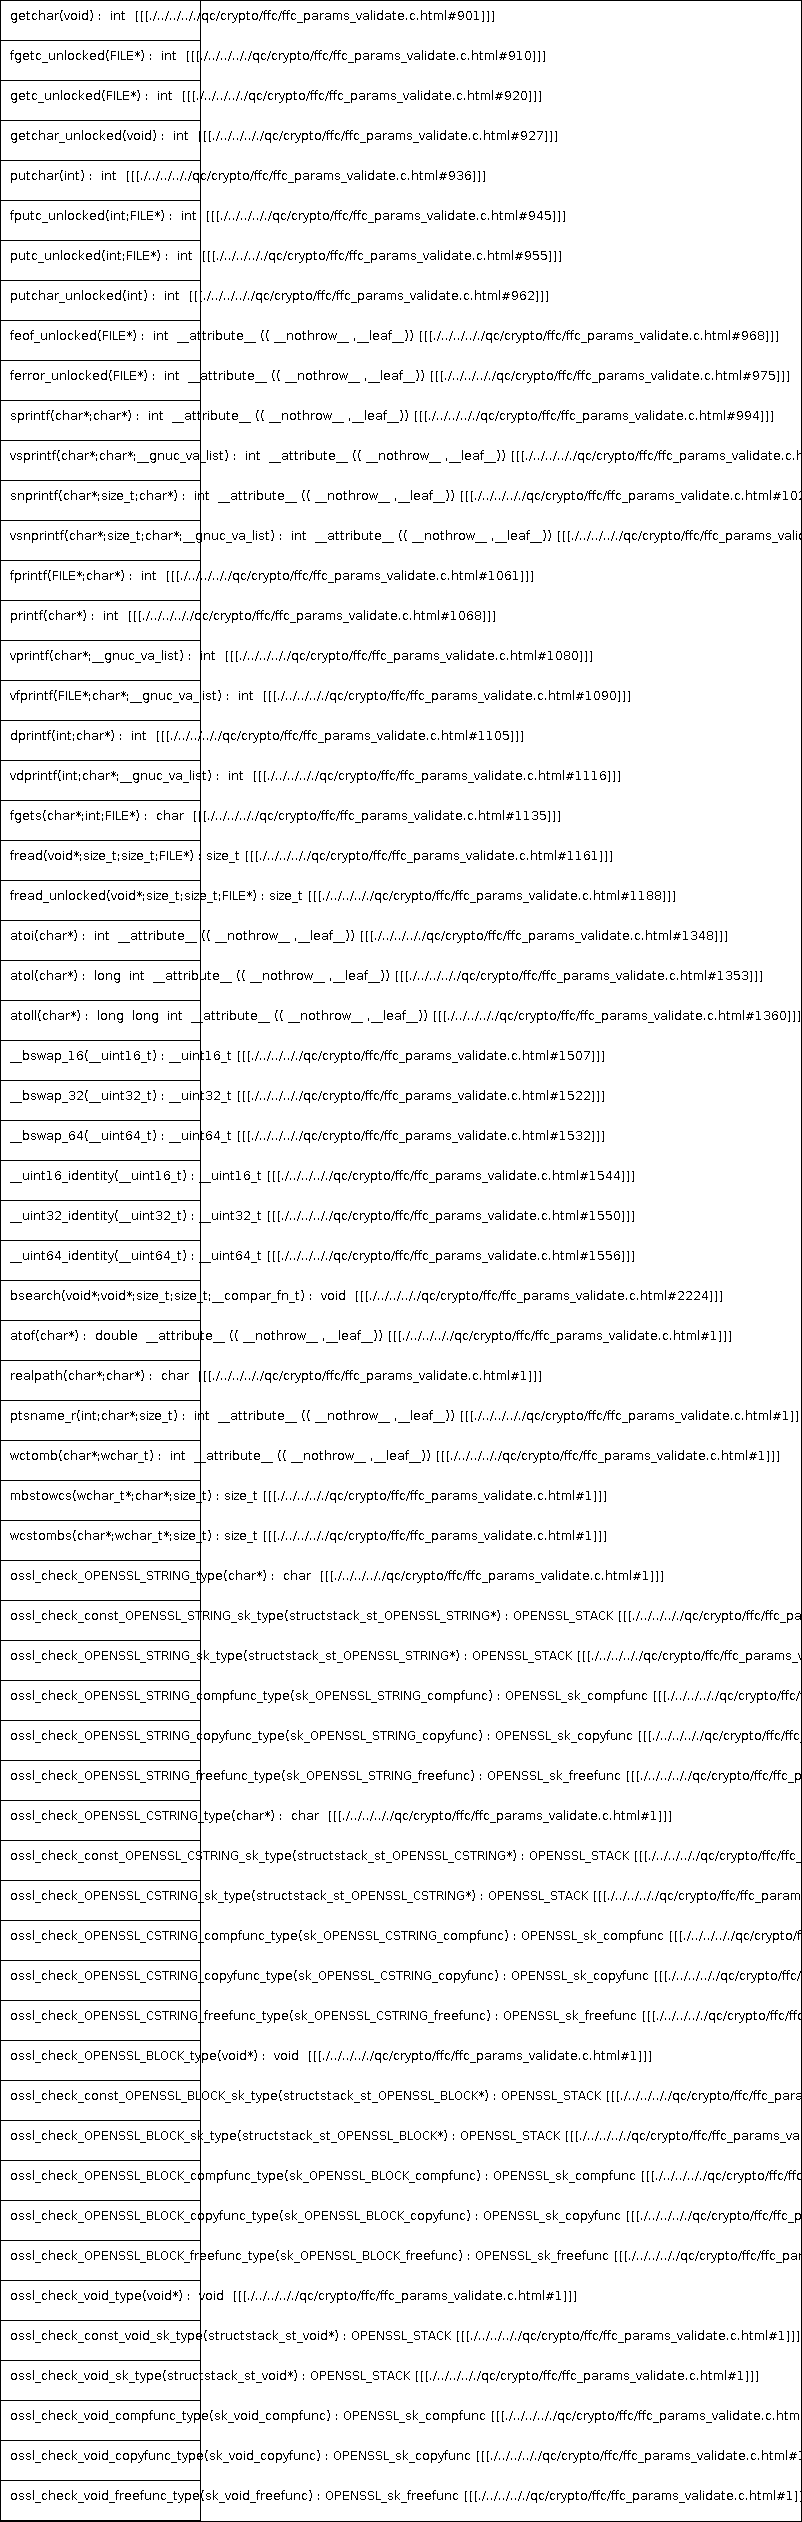 getchar(void) : int [[[./../../../qc/crypto/ffc/ffc_params_validate.c.html#901]]]
fgetc_unlocked(FILE*) : int [[[./../../../qc/crypto/ffc/ffc_params_validate.c.html#910]]]
getc_unlocked(FILE*) : int [[[./../../../qc/crypto/ffc/ffc_params_validate.c.html#920]]]
getchar_unlocked(void) : int [[[./../../../qc/crypto/ffc/ffc_params_validate.c.html#927]]]
putchar(int) : int [[[./../../../qc/crypto/ffc/ffc_params_validate.c.html#936]]]
fputc_unlocked(int;FILE*) : int [[[./../../../qc/crypto/ffc/ffc_params_validate.c.html#945]]]
putc_unlocked(int;FILE*) : int [[[./../../../qc/crypto/ffc/ffc_params_validate.c.html#955]]]
putchar_unlocked(int) : int [[[./../../../qc/crypto/ffc/ffc_params_validate.c.html#962]]]
feof_unlocked(FILE*) : int __attribute__ (( __nothrow__ ,__leaf__)) [[[./../../../qc/crypto/ffc/ffc_params_validate.c.html#968]]]
ferror_unlocked(FILE*) : int __attribute__ (( __nothrow__ ,__leaf__)) [[[./../../../qc/crypto/ffc/ffc_params_validate.c.html#975]]]
sprintf(char*;char*) : int __attribute__ (( __nothrow__ ,__leaf__)) [[[./../../../qc/crypto/ffc/ffc_params_validate.c.html#994]]]
vsprintf(char*;char*;__gnuc_va_list) : int __attribute__ (( __nothrow__ ,__leaf__)) [[[./../../../qc/crypto/ffc/ffc_params_validate.c.h
snprintf(char*;size_t;char*) : int __attribute__ (( __nothrow__ ,__leaf__)) [[[./../../../qc/crypto/ffc/ffc_params_validate.c.html#102
vsnprintf(char*;size_t;char*;__gnuc_va_list) : int __attribute__ (( __nothrow__ ,__leaf__)) [[[./../../../qc/crypto/ffc/ffc_params_valid
fprintf(FILE*;char*) : int [[[./../../../qc/crypto/ffc/ffc_params_validate.c.html#1061]]]
printf(char*) : int [[[./../../../qc/crypto/ffc/ffc_params_validate.c.html#1068]]]
vprintf(char*;__gnuc_va_list) : int [[[./../../../qc/crypto/ffc/ffc_params_validate.c.html#1080]]]
vfprintf(FILE*;char*;__gnuc_va_list) : int [[[./../../../qc/crypto/ffc/ffc_params_validate.c.html#1090]]]
dprintf(int;char*) : int [[[./../../../qc/crypto/ffc/ffc_params_validate.c.html#1105]]]
vdprintf(int;char*;__gnuc_va_list) : int [[[./../../../qc/crypto/ffc/ffc_params_validate.c.html#1116]]]
fgets(char*;int;FILE*) : char [[[./../../../qc/crypto/ffc/ffc_params_validate.c.html#1135]]]
fread(void*;size_t;size_t;FILE*) : size_t [[[./../../../qc/crypto/ffc/ffc_params_validate.c.html#1161]]]
fread_unlocked(void*;size_t;size_t;FILE*) : size_t [[[./../../../qc/crypto/ffc/ffc_params_validate.c.html#1188]]]
atoi(char*) : int __attribute__ (( __nothrow__ ,__leaf__)) [[[./../../../qc/crypto/ffc/ffc_params_validate.c.html#1348]]]
atol(char*) : long int __attribute__ (( __nothrow__ ,__leaf__)) [[[./../../../qc/crypto/ffc/ffc_params_validate.c.html#1353]]]
atoll(char*) : long long int __attribute__ (( __nothrow__ ,__leaf__)) [[[./../../../qc/crypto/ffc/ffc_params_validate.c.html#1360]]]
__bswap_16(__uint16_t) : __uint16_t [[[./../../../qc/crypto/ffc/ffc_params_validate.c.html#1507]]]
__bswap_32(__uint32_t) : __uint32_t [[[./../../../qc/crypto/ffc/ffc_params_validate.c.html#1522]]]
__bswap_64(__uint64_t) : __uint64_t [[[./../../../qc/crypto/ffc/ffc_params_validate.c.html#1532]]]
__uint16_identity(__uint16_t) : __uint16_t [[[./../../../qc/crypto/ffc/ffc_params_validate.c.html#1544]]]
__uint32_identity(__uint32_t) : __uint32_t [[[./../../../qc/crypto/ffc/ffc_params_validate.c.html#1550]]]
__uint64_identity(__uint64_t) : __uint64_t [[[./../../../qc/crypto/ffc/ffc_params_validate.c.html#1556]]]
bsearch(void*;void*;size_t;size_t;__compar_fn_t) : void [[[./../../../qc/crypto/ffc/ffc_params_validate.c.html#2224]]]
atof(char*) : double __attribute__ (( __nothrow__ ,__leaf__)) [[[./../../../qc/crypto/ffc/ffc_params_validate.c.html#1]]]
realpath(char*;char*) : char [[[./../../../qc/crypto/ffc/ffc_params_validate.c.html#1]]]
ptsname_r(int;char*;size_t) : int __attribute__ (( __nothrow__ ,__leaf__)) [[[./../../../qc/crypto/ffc/ffc_params_validate.c.html#1]]]
wctomb(char*;wchar_t) : int __attribute__ (( __nothrow__ ,__leaf__)) [[[./../../../qc/crypto/ffc/ffc_params_validate.c.html#1]]]
mbstowcs(wchar_t*;char*;size_t) : size_t [[[./../../../qc/crypto/ffc/ffc_params_validate.c.html#1]]]
wcstombs(char*;wchar_t*;size_t) : size_t [[[./../../../qc/crypto/ffc/ffc_params_validate.c.html#1]]]
ossl_check_OPENSSL_STRING_type(char*) : char [[[./../../../qc/crypto/ffc/ffc_params_validate.c.html#1]]]
ossl_check_const_OPENSSL_STRING_sk_type(structstack_st_OPENSSL_STRING*) : OPENSSL_STACK [[[./../../../qc/crypto/ffc/ffc_pa
ossl_check_OPENSSL_STRING_sk_type(structstack_st_OPENSSL_STRING*) : OPENSSL_STACK [[[./../../../qc/crypto/ffc/ffc_params_v
ossl_check_OPENSSL_STRING_compfunc_type(sk_OPENSSL_STRING_compfunc) : OPENSSL_sk_compfunc [[[./../../../qc/crypto/ffc/
ossl_check_OPENSSL_STRING_copyfunc_type(sk_OPENSSL_STRING_copyfunc) : OPENSSL_sk_copyfunc [[[./../../../qc/crypto/ffc/ffc_
ossl_check_OPENSSL_STRING_freefunc_type(sk_OPENSSL_STRING_freefunc) : OPENSSL_sk_freefunc [[[./../../../qc/crypto/ffc/ffc_p
ossl_check_OPENSSL_CSTRING_type(char*) : char [[[./../../../qc/crypto/ffc/ffc_params_validate.c.html#1]]]
ossl_check_const_OPENSSL_CSTRING_sk_type(structstack_st_OPENSSL_CSTRING*) : OPENSSL_STACK [[[./../../../qc/crypto/ffc/ffc_
ossl_check_OPENSSL_CSTRING_sk_type(structstack_st_OPENSSL_CSTRING*) : OPENSSL_STACK [[[./../../../qc/crypto/ffc/ffc_param
ossl_check_OPENSSL_CSTRING_compfunc_type(sk_OPENSSL_CSTRING_compfunc) : OPENSSL_sk_compfunc [[[./../../../qc/crypto/f
ossl_check_OPENSSL_CSTRING_copyfunc_type(sk_OPENSSL_CSTRING_copyfunc) : OPENSSL_sk_copyfunc [[[./../../../qc/crypto/ffc/
ossl_check_OPENSSL_CSTRING_freefunc_type(sk_OPENSSL_CSTRING_freefunc) : OPENSSL_sk_freefunc [[[./../../../qc/crypto/ffc/ffc
ossl_check_OPENSSL_BLOCK_type(void*) : void [[[./../../../qc/crypto/ffc/ffc_params_validate.c.html#1]]]
ossl_check_const_OPENSSL_BLOCK_sk_type(structstack_st_OPENSSL_BLOCK*) : OPENSSL_STACK [[[./../../../qc/crypto/ffc/ffc_para
ossl_check_OPENSSL_BLOCK_sk_type(structstack_st_OPENSSL_BLOCK*) : OPENSSL_STACK [[[./../../../qc/crypto/ffc/ffc_params_va
ossl_check_OPENSSL_BLOCK_compfunc_type(sk_OPENSSL_BLOCK_compfunc) : OPENSSL_sk_compfunc [[[./../../../qc/crypto/ffc/ffc
ossl_check_OPENSSL_BLOCK_copyfunc_type(sk_OPENSSL_BLOCK_copyfunc) : OPENSSL_sk_copyfunc [[[./../../../qc/crypto/ffc/ffc_p
ossl_check_OPENSSL_BLOCK_freefunc_type(sk_OPENSSL_BLOCK_freefunc) : OPENSSL_sk_freefunc [[[./../../../qc/crypto/ffc/ffc_par
ossl_check_void_type(void*) : void [[[./../../../qc/crypto/ffc/ffc_params_validate.c.html#1]]]
ossl_check_const_void_sk_type(structstack_st_void*) : OPENSSL_STACK [[[./../../../qc/crypto/ffc/ffc_params_validate.c.html#1]]]
ossl_check_void_sk_type(structstack_st_void*) : OPENSSL_STACK [[[./../../../qc/crypto/ffc/ffc_params_validate.c.html#1]]]
ossl_check_void_compfunc_type(sk_void_compfunc) : OPENSSL_sk_compfunc [[[./../../../qc/crypto/ffc/ffc_params_validate.c.htm
ossl_check_void_copyfunc_type(sk_void_copyfunc) : OPENSSL_sk_copyfunc [[[./../../../qc/crypto/ffc/ffc_params_validate.c.html#1
ossl_check_void_freefunc_type(sk_void_freefunc) : OPENSSL_sk_freefunc [[[./../../../qc/crypto/ffc/ffc_params_validate.c.html#1]]]